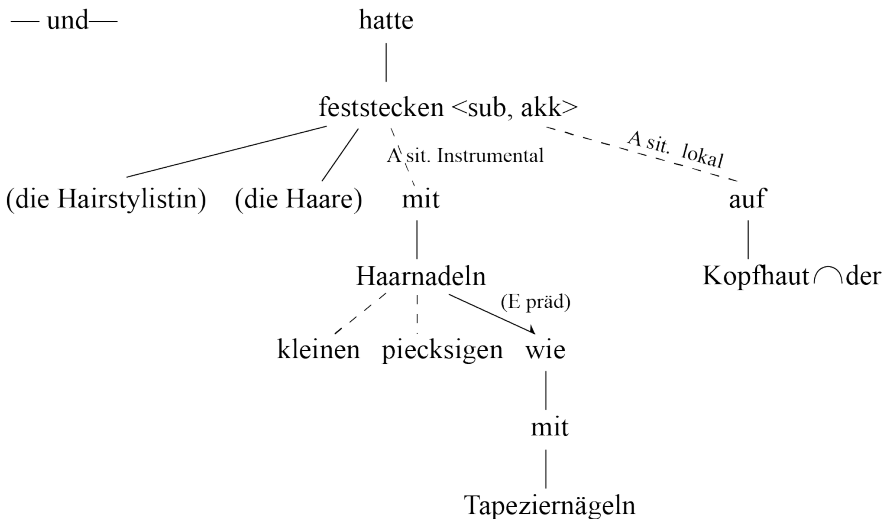 — und— hatte
feststecken <sub, akk>
A sit. Instrumental A sit. lokal
(die Hairstylistin) (die Haare) mit auf
Haarnadeln Kopfhaut der
(E präd)
kleinen piecksigen wie
mit
Tapeziernägeln